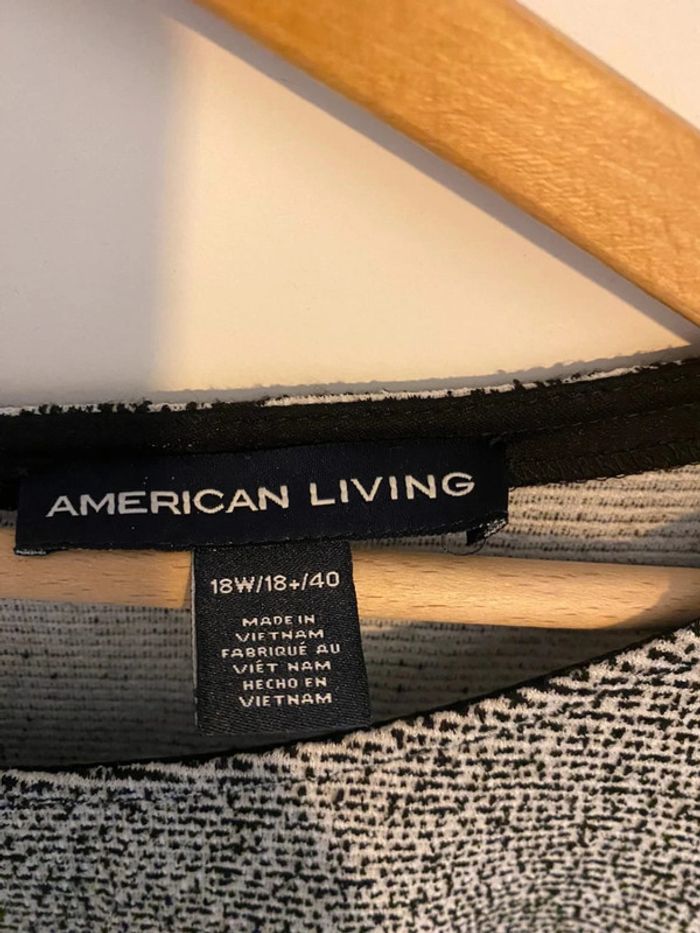 AMERICAN LIVING
18W/18+/40
MADE IN
VIETNAM
FABRIQUÉ AU
VIÊT NAM
HECHO EN
VIETNAM